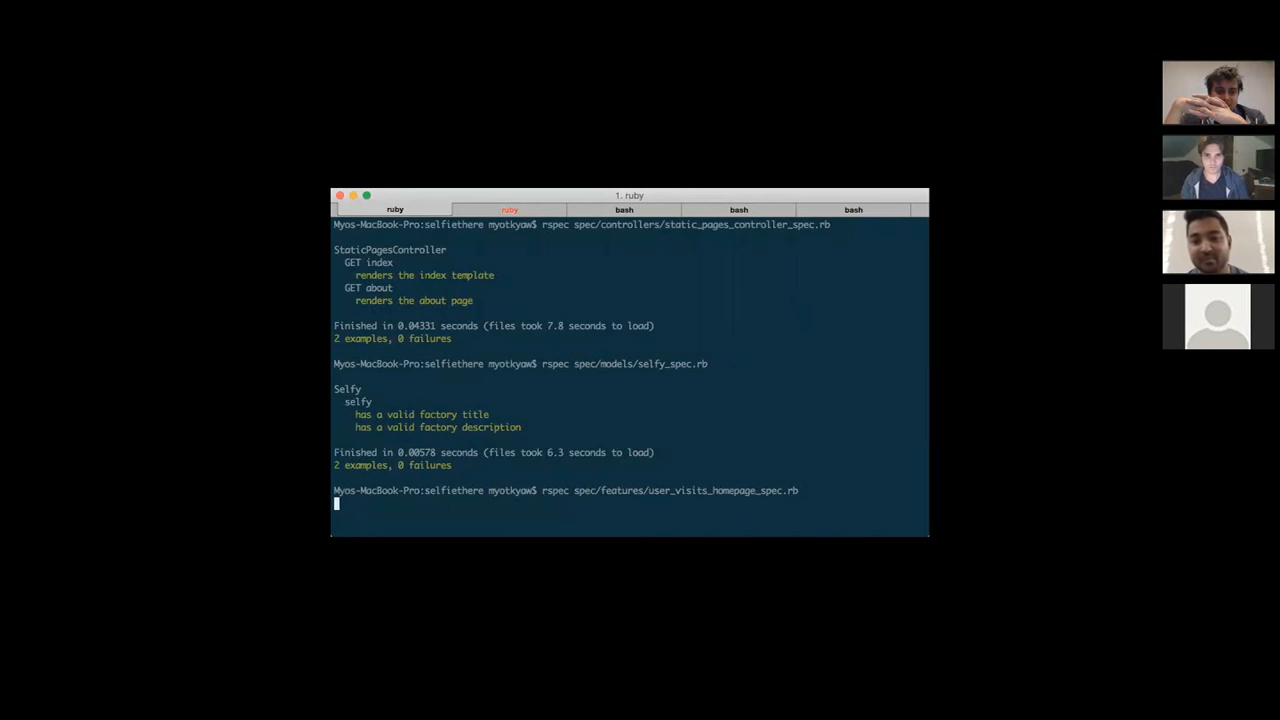 1. ruby
ruby ruby bash bash bash
Myos-MacBook-Pro:selfiethere myotkyaw$ rspec spec/controllers/static_pages_controller_spec.rb
StaticPagesController
GET index
renders the index template
GET about
renders the about page
Finished in 0.04331 seconds (files took 7.8 seconds to load)
2 examples, 0 failures
Myos-MacBook-Pro:selfiethere myotkyaw$ rspec spec/models/selfy_spec.rb
Selfy
selfy
has a valid factory title
has a valid factory description
Finished in 0.00578 seconds (files took 6.3 seconds to load)
2 examples, 0 failures
Myos-MacBook-Pro:selfiethere myotkyaw$ rspec spec/features/user_visits_homepage_spec.rb